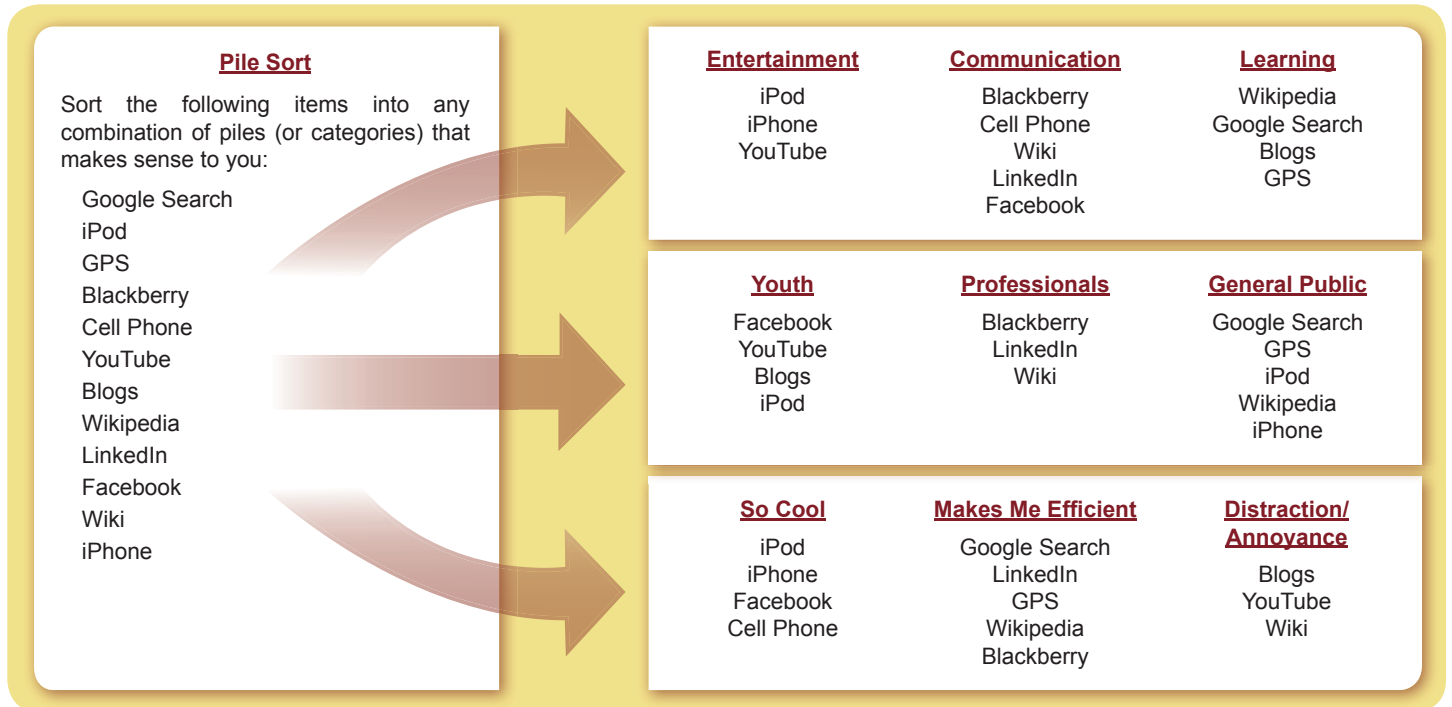 Pile Sort
Sort the following items into any
combination of piles (or categories) that
makes sense to you:
Google Search
iPod
GPS
Blackberry
Cell Phone
YouTube
Blogs
Wikipedia
LinkedIn
Facebook
Wiki
iPhone
Entertainment
iPod
iPhone
YouTube
Communication
Blackberry
Cell Phone
Wiki
LinkedIn
Facebook
Learning
Wikipedia
Google Search
Blogs
GPS
Youth
Facebook
YouTube
Blogs
iPod
Professionals
Blackberry
LinkedIn
Wiki
General Public
Google Search
GPS
iPod
Wikipedia
iPhone
So Cool
iPod
iPhone
Facebook
Cell Phone
Makes Me Efficient
Google Search
LinkedIn
GPS
Wikipedia
Blackberry
Distraction/
Annoyance
Blogs
YouTube
Wiki